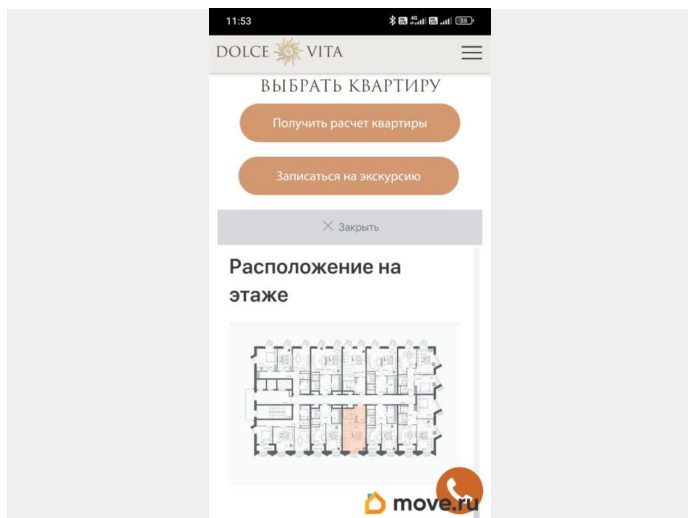 11:53
DOLCE VITA
ВЫБРАТЬ КВАРТИРУ
Получить расчет квартиры
Записаться на экскурсию
Закрыть
Расположение на
этаже
move.ru